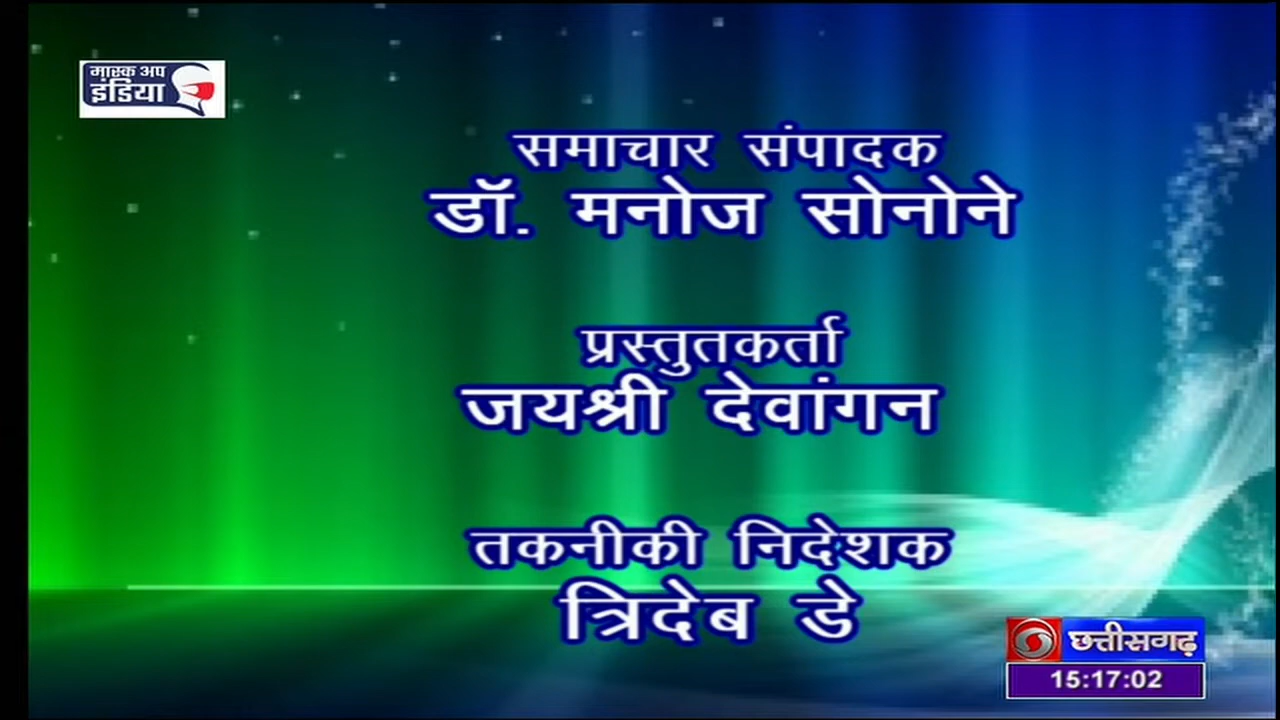 मास्क अप
इंडिया
समाचार संपादक
डॉ. मनोज सोनोने
प्रस्तुतकर्ता
जयश्री देवांगन
तकनीकी निदेशक
त्रिदेब डे
छत्तीसगढ़
15:17:02